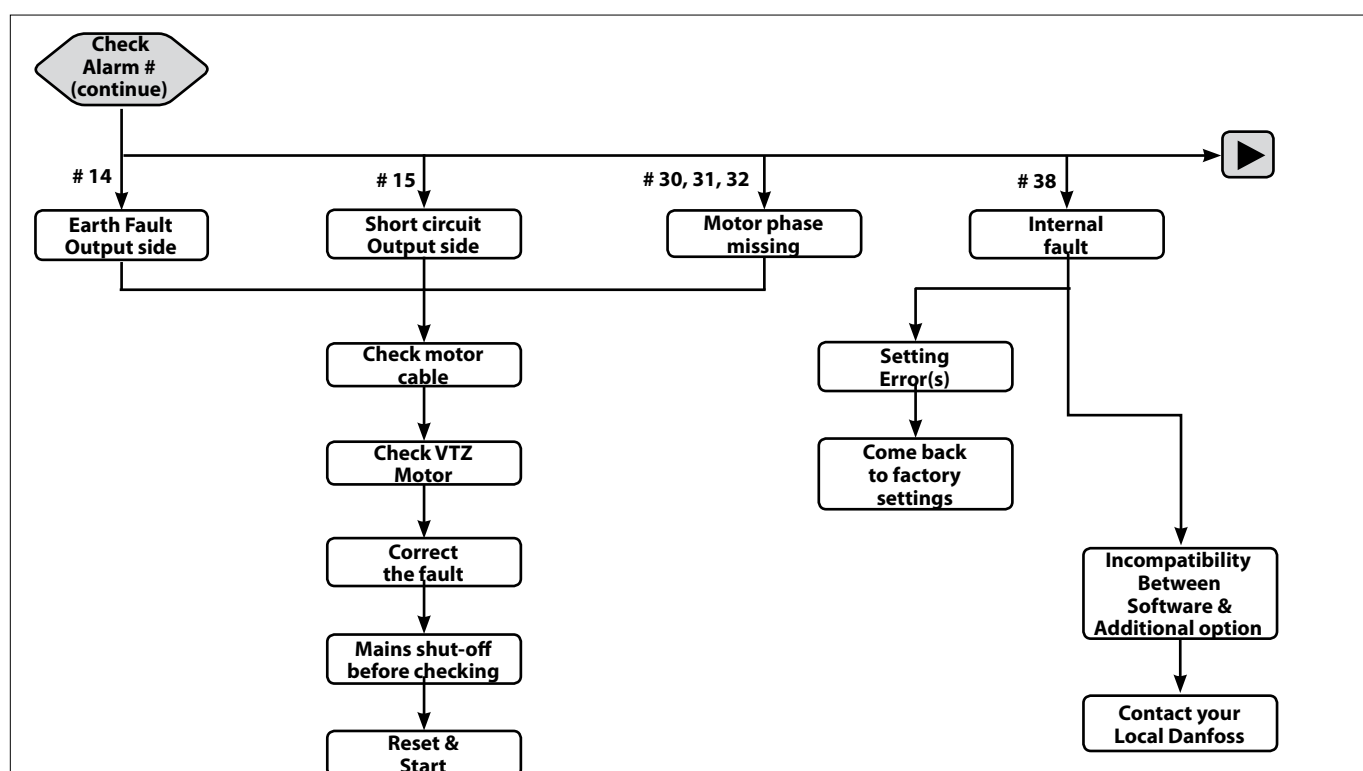 Check
Alarm #
(continue)
# 14
# 15
# 30, 31, 32
# 38
Earth Fault
Output side
Short circuit
Output side
Motor phase
missing
Internal
fault
Check motor
cable
Setting
Error(s)
Check VTZ
Motor
Come back
to factory
settings
Correct
the fault
Incompatibility
Between
Software &
Additional option
Mains shut-off
before checking
Contact your
Local Danfoss
Reset &
Start